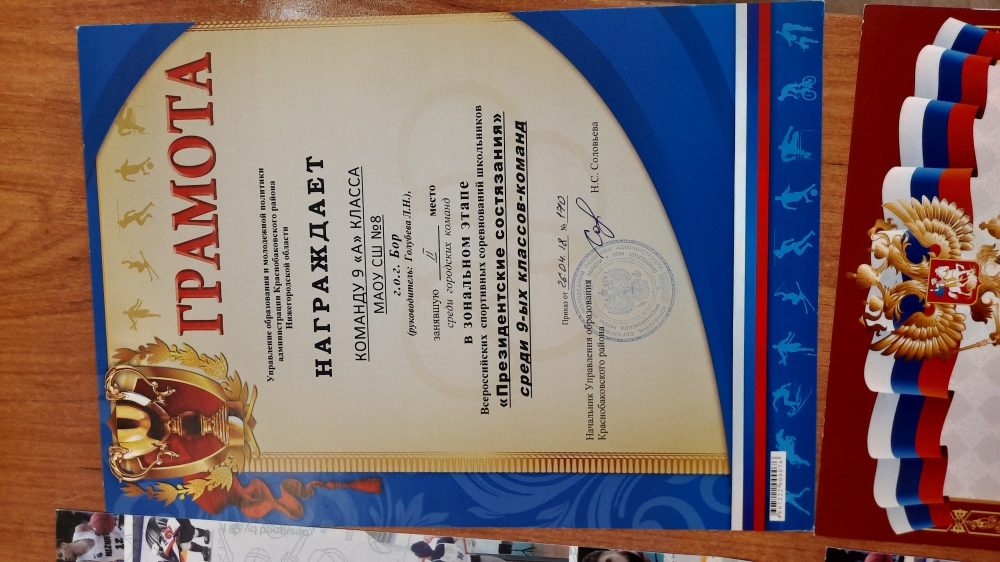 ГРАМОТА
Управление образования и молодежной политики
администрации Краснобаковского района
Нижегородской области
НАГРАЖДАЕТ
КОМАНДУ 9 «А» КЛАССА
МАОУ СШ №8
г.о.г. Бор
(руководитель: Голубева Л.Н.),
занявшую II место
среди городских команд
в зональном этапе
Всероссийских спортивных соревнований школьников
«Президентские состязания»
среди 9-ых классов-команд
Приказ от 26.04.18 № 170
Начальник Управления образования
Краснобаковского района
Н.С. Соловьева
12